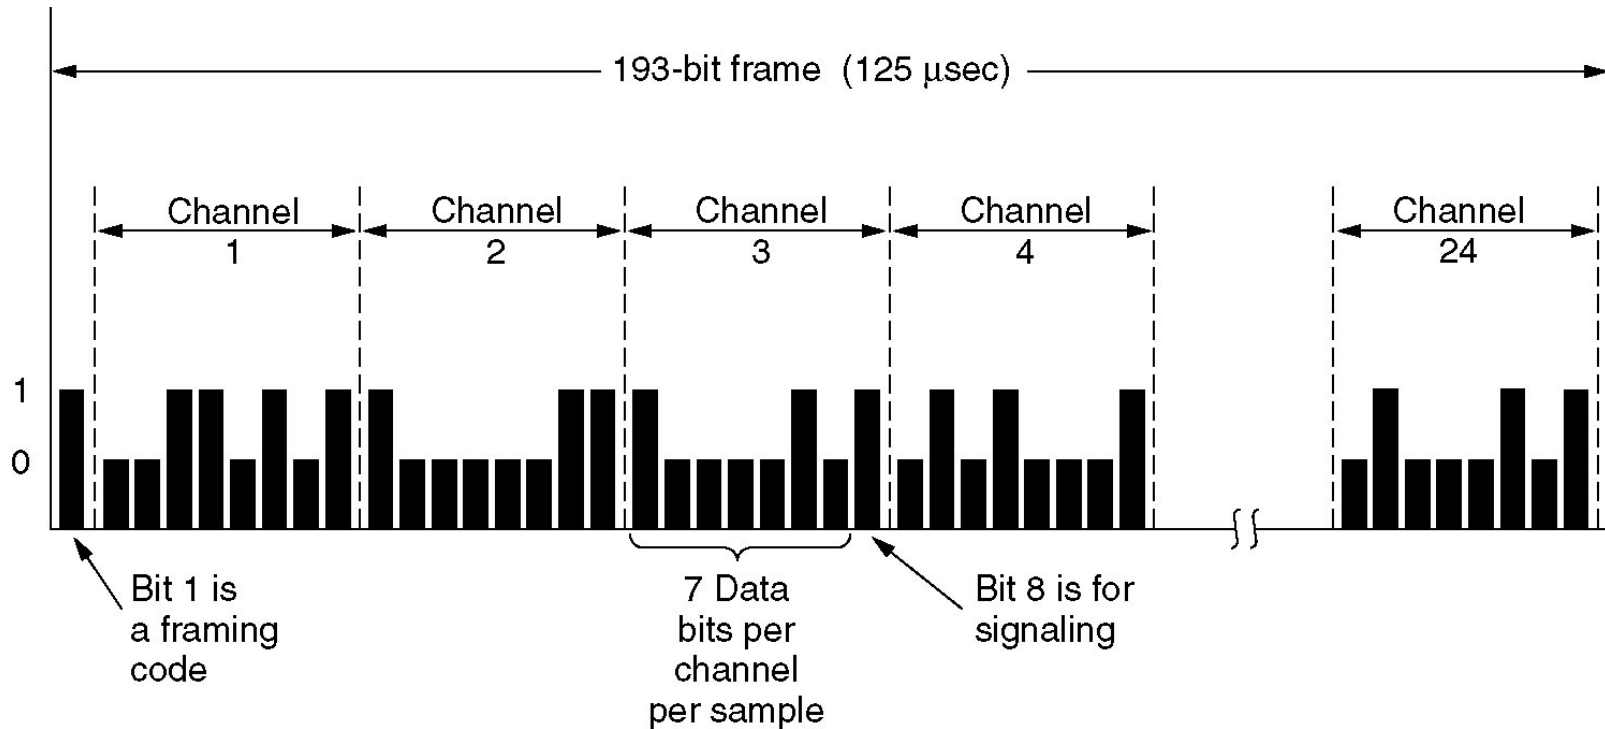 193-bit frame (125 μsec)
Channel
1
Channel
2
Channel
3
Channel
4
Channel
24
1
0
Bit 1 is
a framing
code
7 Data
bits per
channel
per sample
Bit 8 is for
signaling